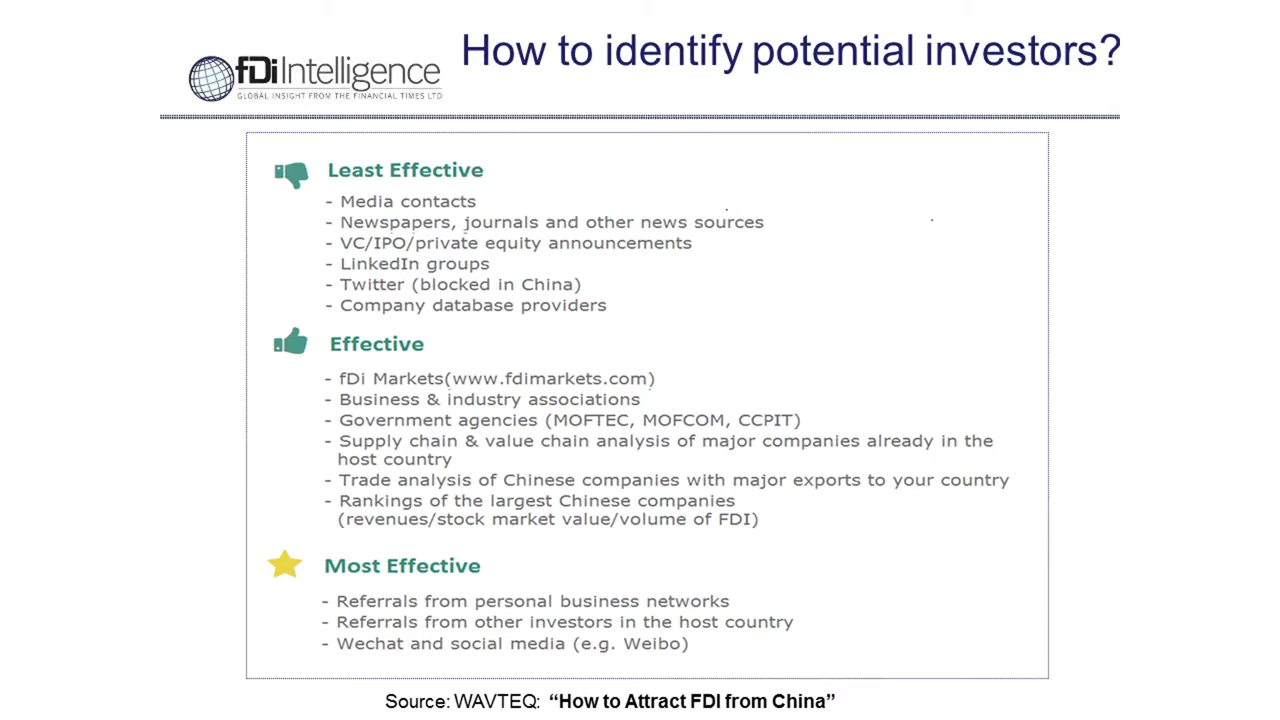 How to identify potential investors?
fDi Intelligence
GLOBAL INSIGHT FROM THE FINANCIAL TIMES LTD
Least Effective
- Media contacts
- Newspapers, journals and other news sources
- VC/IPO/private equity announcements
- LinkedIn groups
- Twitter (blocked in China)
- Company database providers
Effective
- fDi Markets(www.fdimarkets.com)
- Business & industry associations
- Government agencies (MOFTEC, MOFCOM, CCPIT)
- Supply chain & value chain analysis of major companies already in the
host country
- Trade analysis of Chinese companies with major exports to your country
- Rankings of the largest Chinese companies
(revenues/stock market value/volume of FDI)
Most Effective
- Referrals from personal business networks
- Referrals from other investors in the host country
- Wechat and social media (e.g. Weibo)
Source: WAVTEQ: “How to Attract FDI from China”